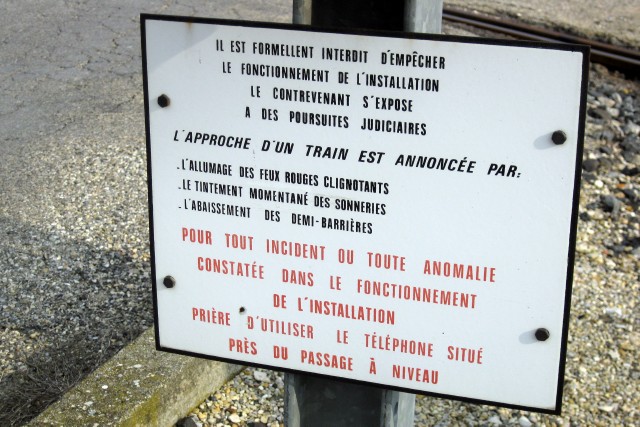 IL EST FORMELLENT INTERDIT D'EMPÊCHER
LE FONCTIONNEMENT DE L'INSTALLATION
LE CONTREVENANT S'EXPOSE
A DES POURSUITES JUDICIAIRES
L'APPROCHE D'UN TRAIN EST ANNONCÉE PAR:
-L'ALLUMAGE DES FEUX ROUGES CLIGNOTANTS
-LE TINTEMENT MOMENTANÉ DES SONNERIES
-L'ABAISSEMENT DES DEMI-BARRIÈRES
POUR TOUT INCIDENT OU TOUTE ANOMALIE
CONSTATÉE DANS LE FONCTIONNEMENT
DE L'INSTALLATION
PRIÈRE D'UTILISER LE TÉLÉPHONE SITUÉ
PRÈS DU PASSAGE À NIVEAU